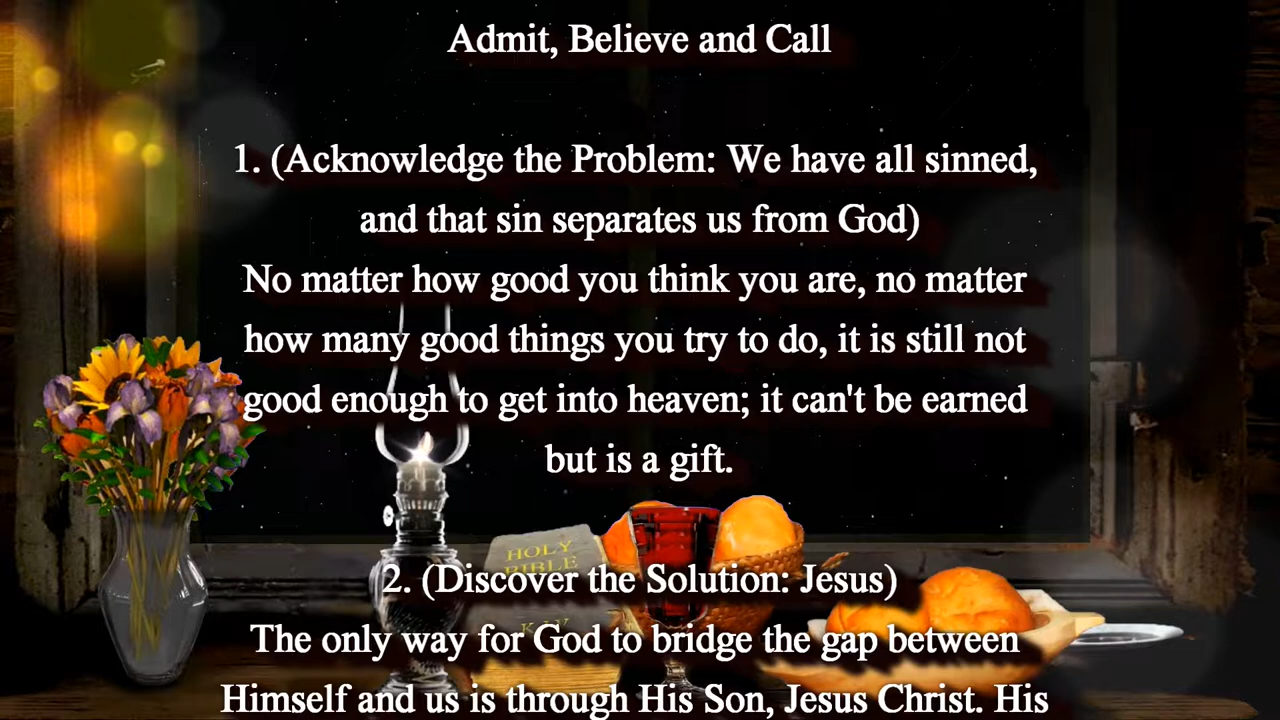 Admit, Believe and Call
1. (Acknowledge the Problem: We have all sinned,
and that sin separates us from God)
No matter how good you think you are, no matter
how many good things you try to do, it is still not
good enough to get into heaven; it can't be earned
but is a gift.
HOLY
BIBLE
2. (Discover the Solution: Jesus)
KJV
The only way for God to bridge the gap between
Himself and us is through His Son, Jesus Christ. His